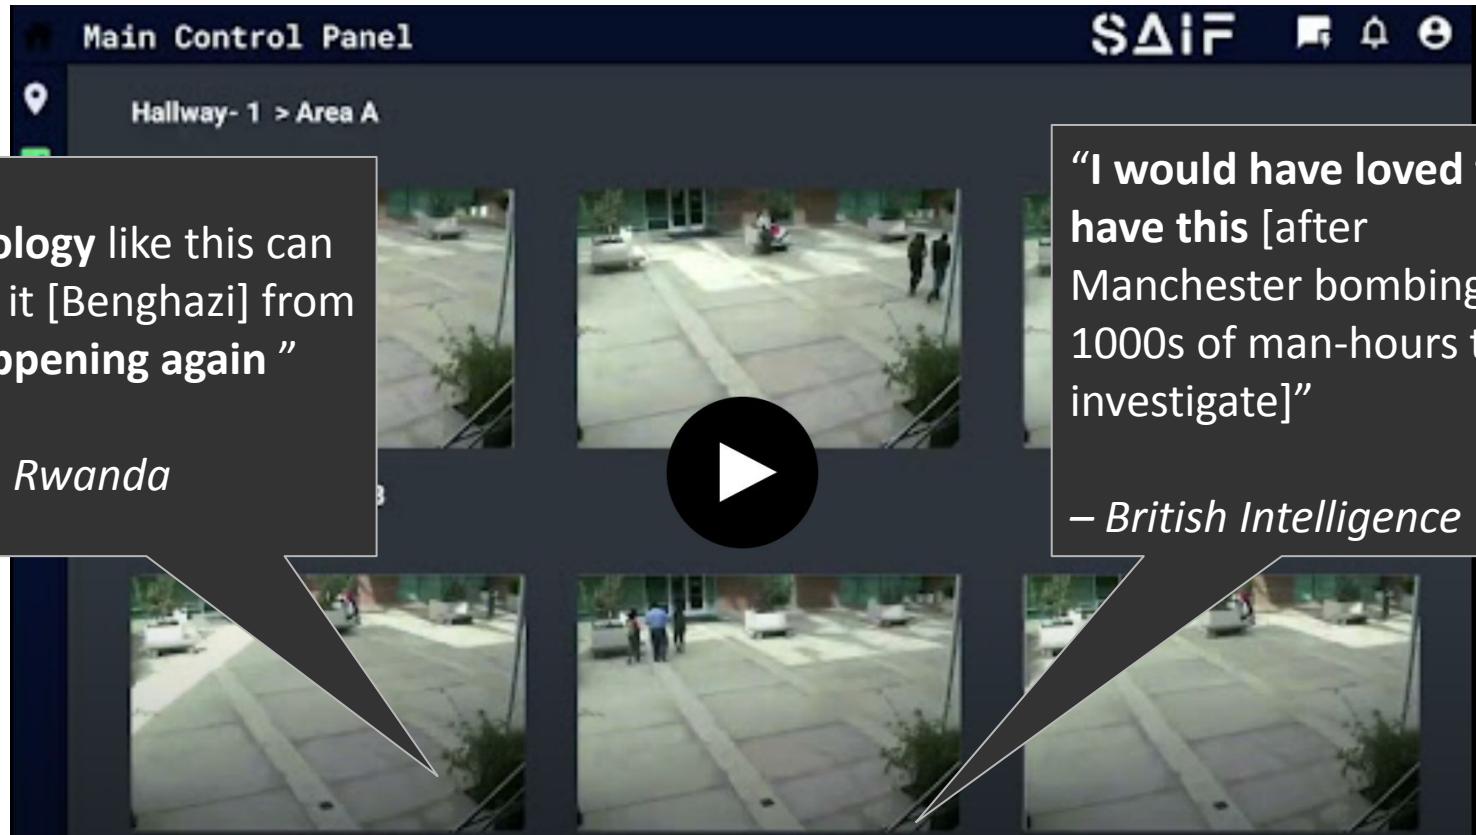 Main Control Panel
SAiF
Hallway- 1 > Area A
ology like this can
it [Benghazi] from
ppening again ”
Rwanda
“I would have loved
have this [after
Manchester bombing
1000s of man-hours
investigate]”
– British Intelligence